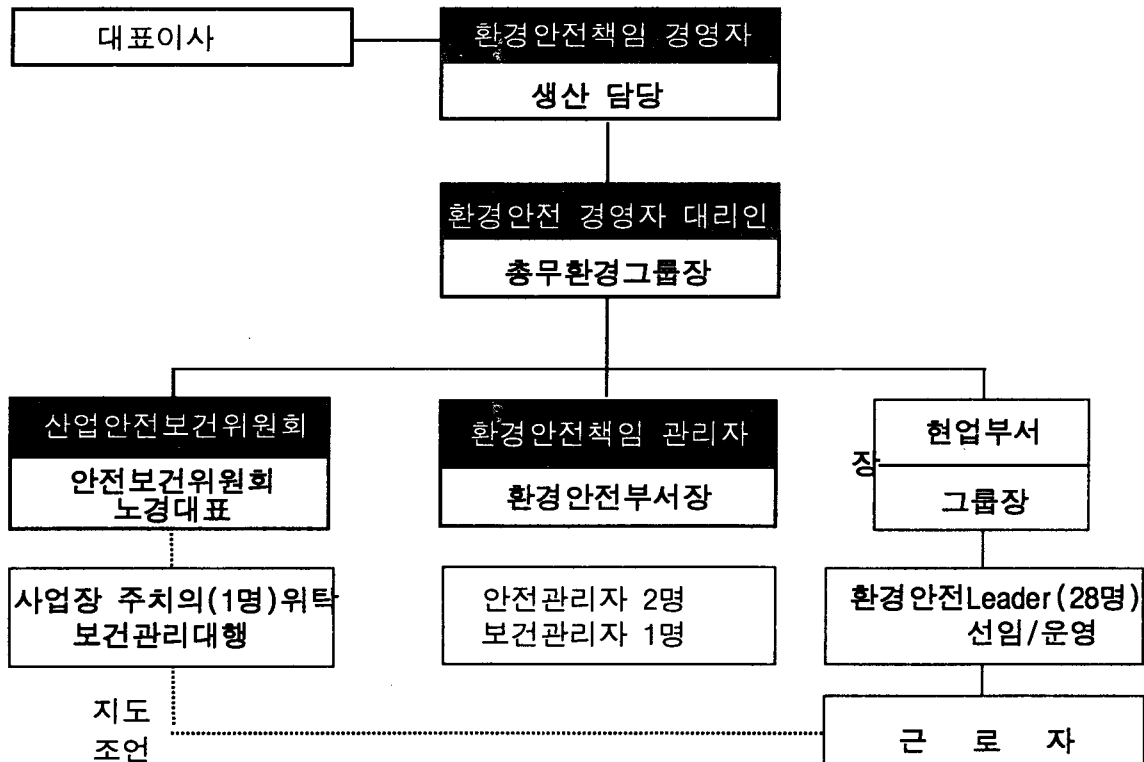 대표이사
환경안전책임 경영자
생산 담당
환경안전 경영자 대리인
총무환경그룹장
산업안전보건위원회
안전보건위원회
노경대표
환경안전책임 관리자
환경안전부서장
현업부서
장
그룹장
사업장 주치의(1명)위탁
보건관리대행
안전관리자 2명
보건관리자 1명
환경안전Leader(28명)
선임/운영
지도
조언
근 로 자